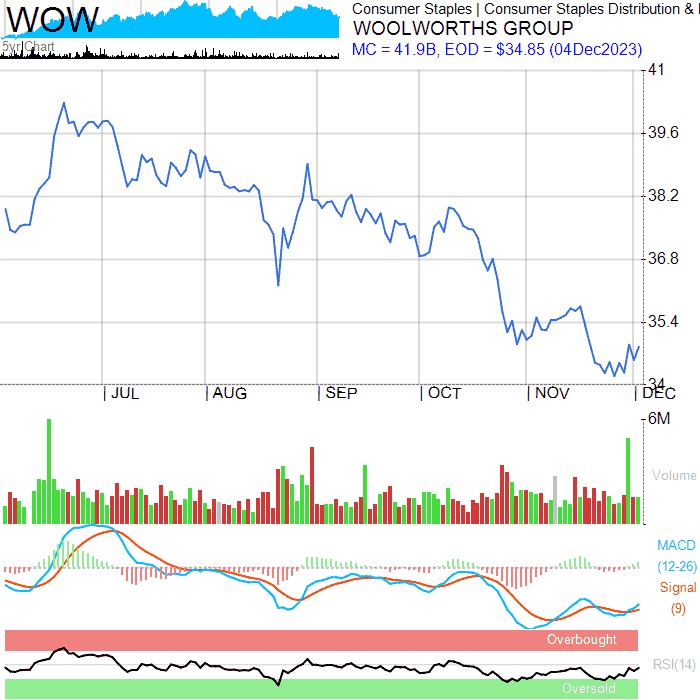 WOW
5yr Chart
Consumer Staples | Consumer Staples Distribution &
WOOLWORTHS GROUP
MC = 41.9B, EOD = $34.85 (04Dec2023)
41
39.6
38.2
36.8
35.4
34
JUL AUG SEP OCT NOV DEC
6M
Volume
MACD
(12-26)
Signal
(9)
Overbought
RSI(14)
Oversold